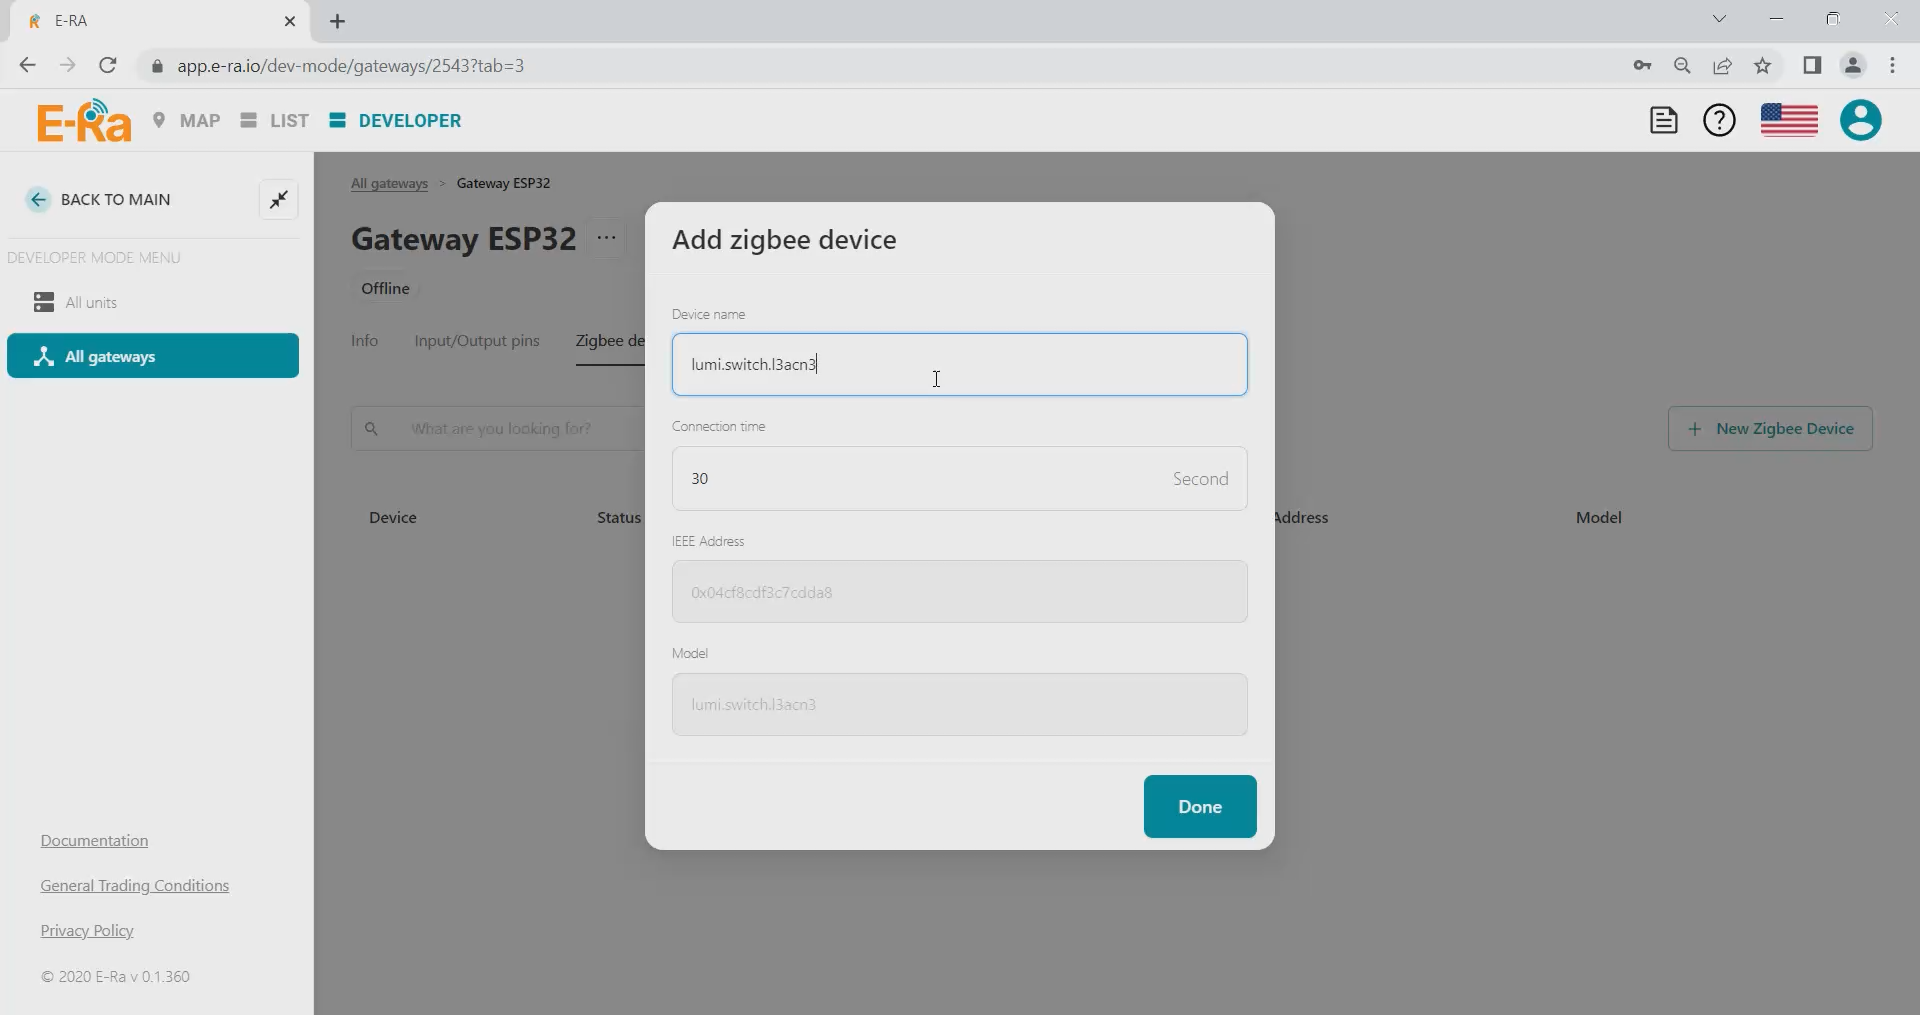 E-RA
app.e-ra.io/dev-mode/gateways/2543?tab=3
E-Ra MAP LIST DEVELOPER
BACK TO MAIN
DEVELOPER MODE MENU
All units
All gateways
Documentation
General Trading Conditions
Privacy Policy
© 2020 E-Ra v 0.1.360
All gateways > Gateway ESP32
Gateway ESP32 ...
Offline
Info Input/Output pins Zigbee de
What are you looking for?
+ New Zigbee Device
Device Status Address Model
Add zigbee device
Device name
lumi.switch.l3acn3
Connection time
30 Second
IEEE Address
0x04cf8cdf3c7cdda8
Model
lumi.switch.l3acn3
Done